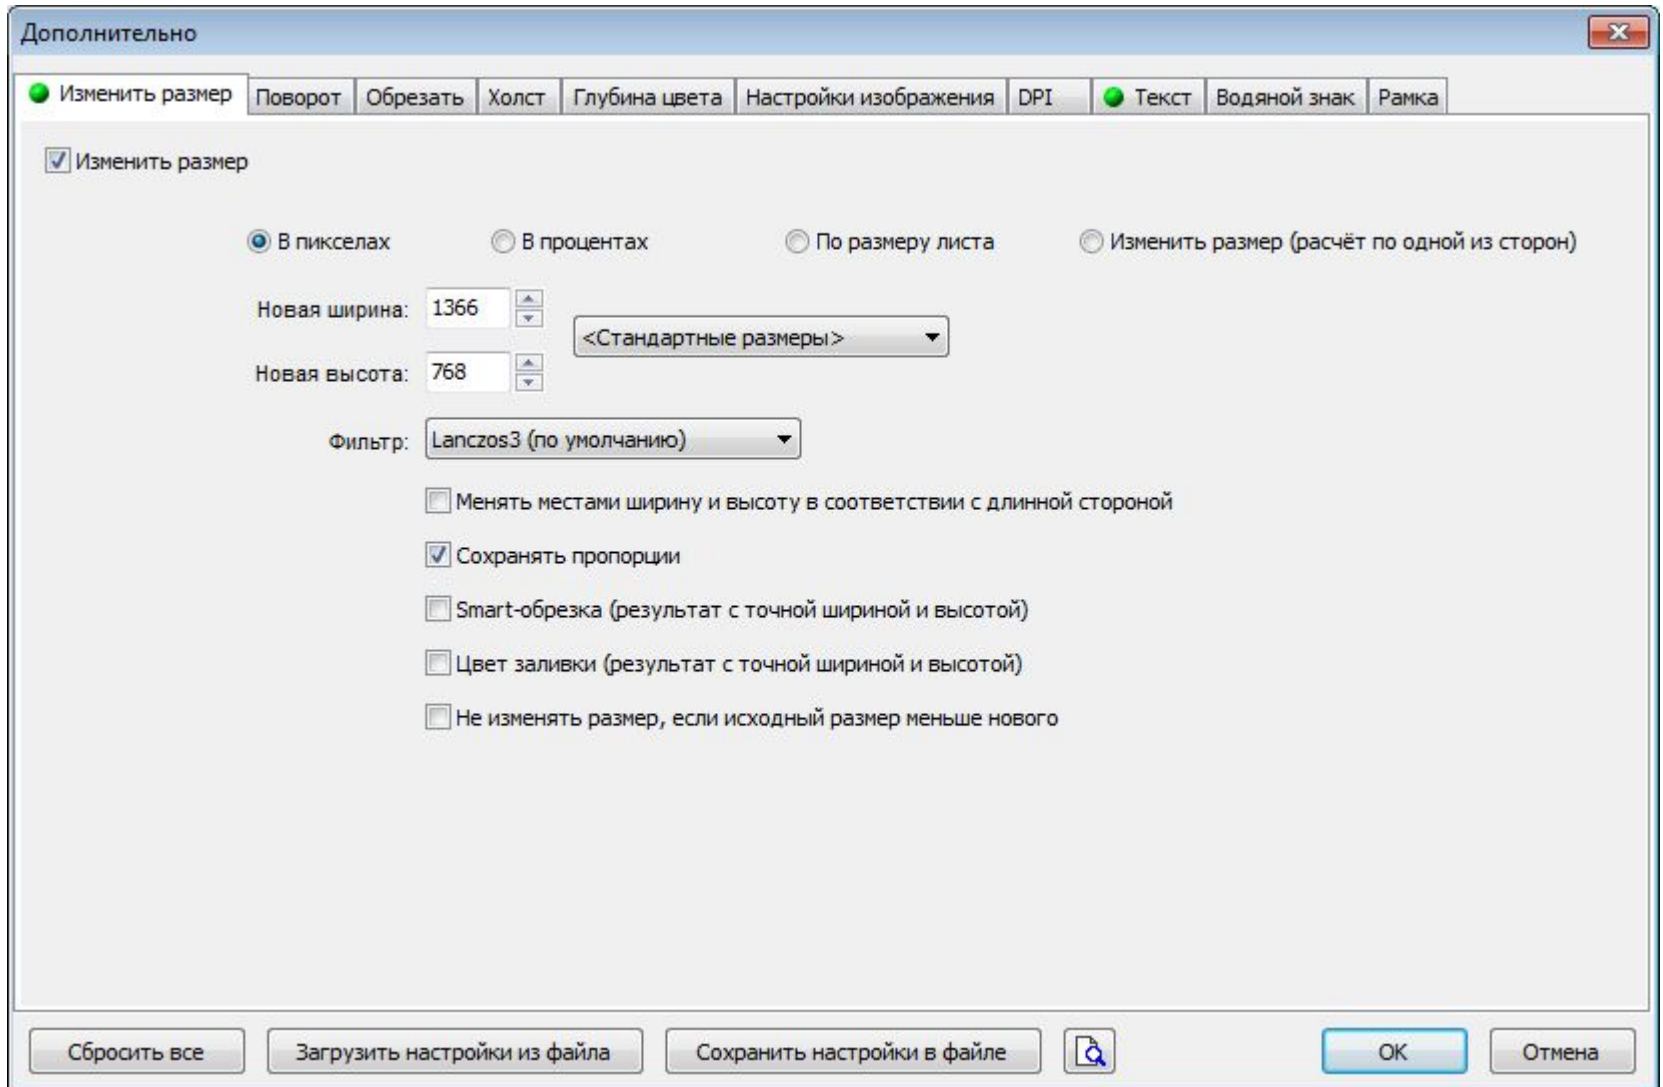 Дополнительно
Изменить размер Поворот Обрезать Холст Глубина цвета Настройки изображения DPI Текст Водяной знак Рамка
Изменить размер
В пикселах В процентах По размеру листа Изменить размер (расчёт по одной из сторон)
Новая ширина: 1366
<Стандартные размеры>
Новая высота: 768
Фильтр: Lanczos3 (по умолчанию)
Менять местами ширину и высоту в соответствии с длинной стороной
Сохранять пропорции
Smart-обрезка (результат с точной шириной и высотой)
Цвет заливки (результат с точной шириной и высотой)
Не изменять размер, если исходный размер меньше нового
Сбросить все Загрузить настройки из файла Сохранить настройки в файле OK Отмена